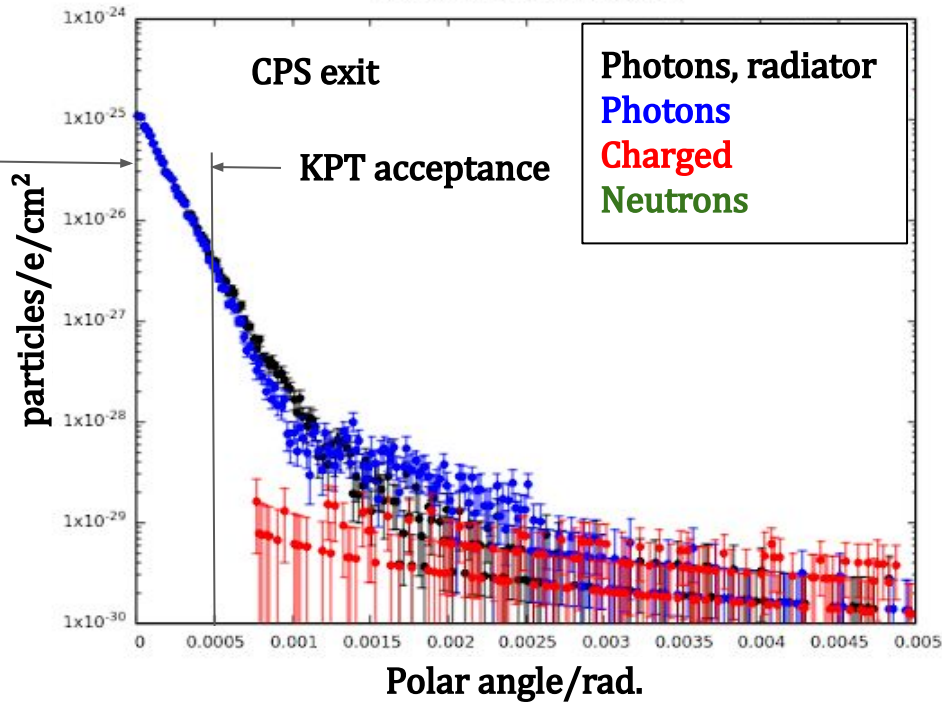 1x10-24
CPS exit
Photons, radiator
Photons
Charged
Neutrons
1x10-25
KPT acceptance
1x10-26
1x10-27
1x10-28
1x10-29
1x10-30
particles/e/cm²
0 0.0005 0.001 0.0015 0.002 0.0025 0.003 0.0035 0.004 0.0045 0.005
Polar angle/rad.